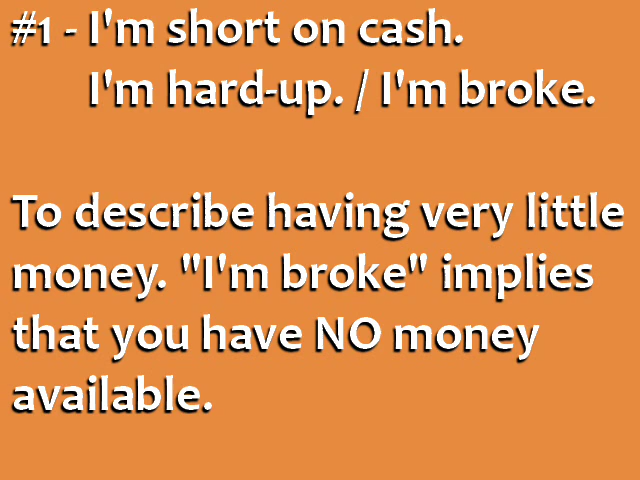 #1 - I'm short on cash.
I'm hard-up. / I'm broke.
To describe having very little
money. "I'm broke" implies
that you have NO money
available.